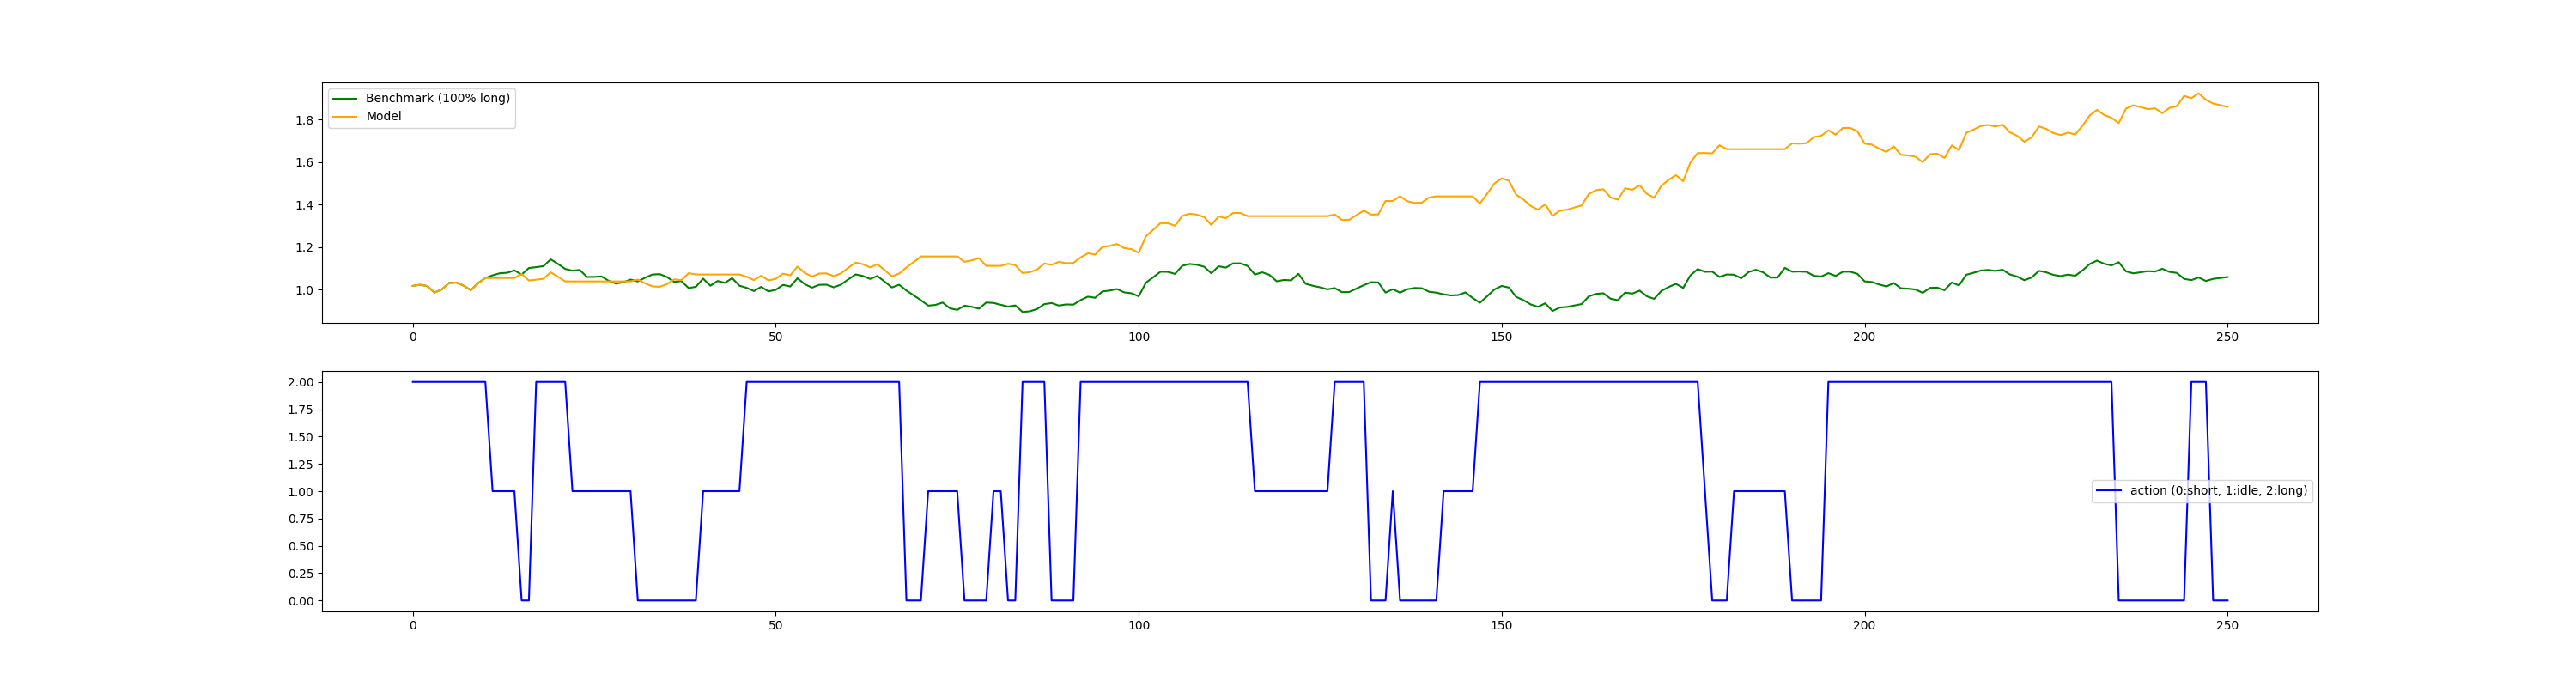 Benchmark (100% long)
Model
1.8
1.6
1.4
1.2
1.0
0 50 100 150 200 250
2.00
1.75
1.50
1.25
1.00
0.75
0.50
0.25
0.00
action (0:short, 1:idle, 2:long)
0 50 100 150 200 250